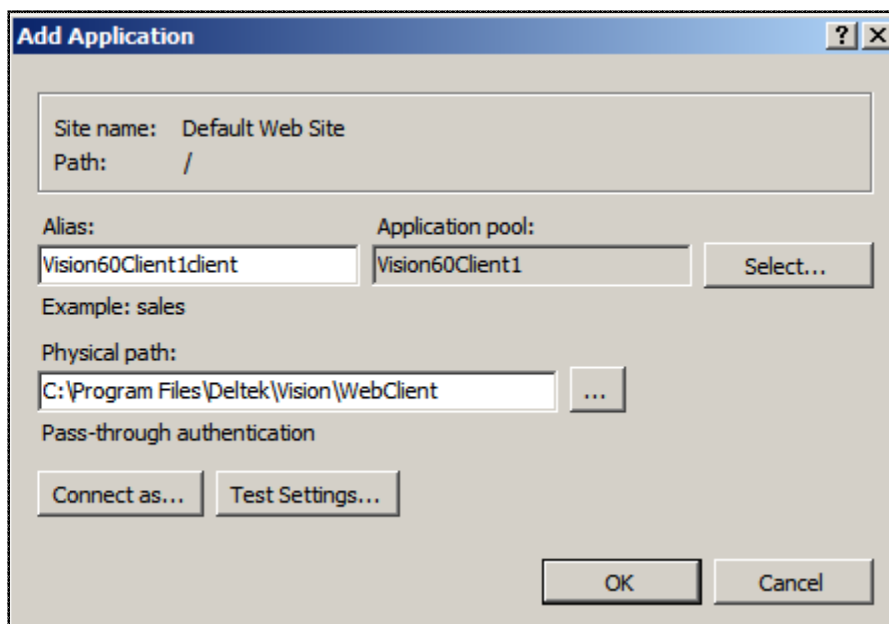 Add Application
Site name: Default Web Site
Path: /
Alias: Application pool:
Vision60Client1client Vision60Client1 Select...
Example: sales
Physical path:
C:\Program Files\Deltek\Vision\WebClient ...
Pass-through authentication
Connect as... Test Settings...
OK Cancel